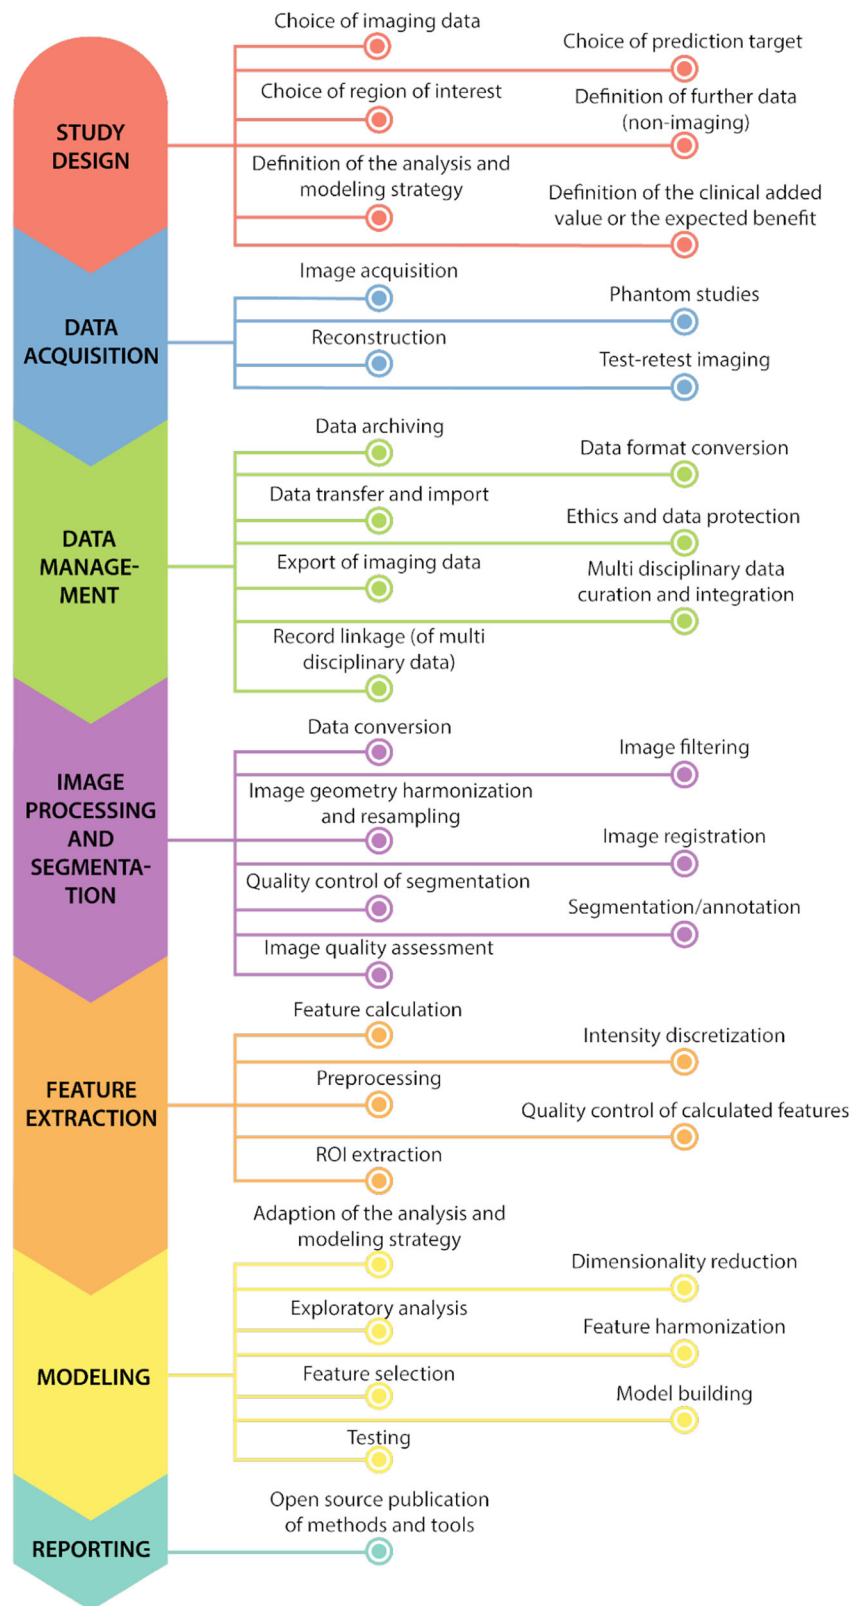 STUDY
DESIGN
Choice of imaging data
Choice of prediction target
Choice of region of interest
Definition of further data
(non-imaging)
Definition of the analysis and
modeling strategy
Definition of the clinical added
value or the expected benefit
DATA
ACQUISITION
Image acquisition
Phantom studies
Reconstruction
Test-retest imaging
DATA
MANAGE-
MENT
Data archiving
Data format conversion
Data transfer and import
Ethics and data protection
Export of imaging data
Multi disciplinary data
curation and integration
Record linkage (of multi
disciplinary data)
IMAGE
PROCESSING
AND
SEGMENTA-
TION
Data conversion
Image filtering
Image geometry harmonization
and resampling
Image registration
Quality control of segmentation
Segmentation/annotation
Image quality assessment
FEATURE
EXTRACTION
Feature calculation
Intensity discretization
Preprocessing
Quality control of calculated features
ROI extraction
MODELING
Adaption of the analysis and
modeling strategy
Dimensionality reduction
Exploratory analysis
Feature harmonization
Feature selection
Model building
Testing
REPORTING
Open source publication
of methods and tools